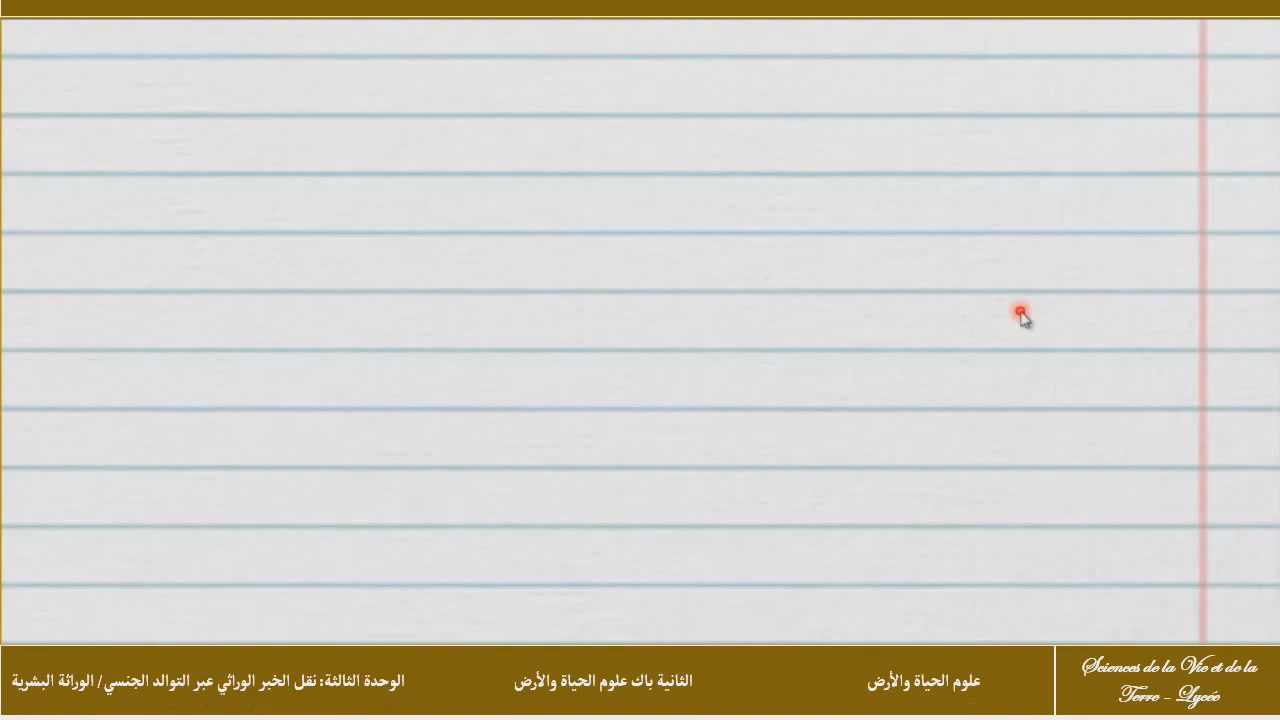 Sciences de la Vie et de la
Terre - Lycée
علوم الحياة والأرض
الثانية باك علوم الحياة والأرض
الوحدة الثالثة: نقل الخبر الوراثي عبر التوالد الجنسي/ الوراثة البشرية